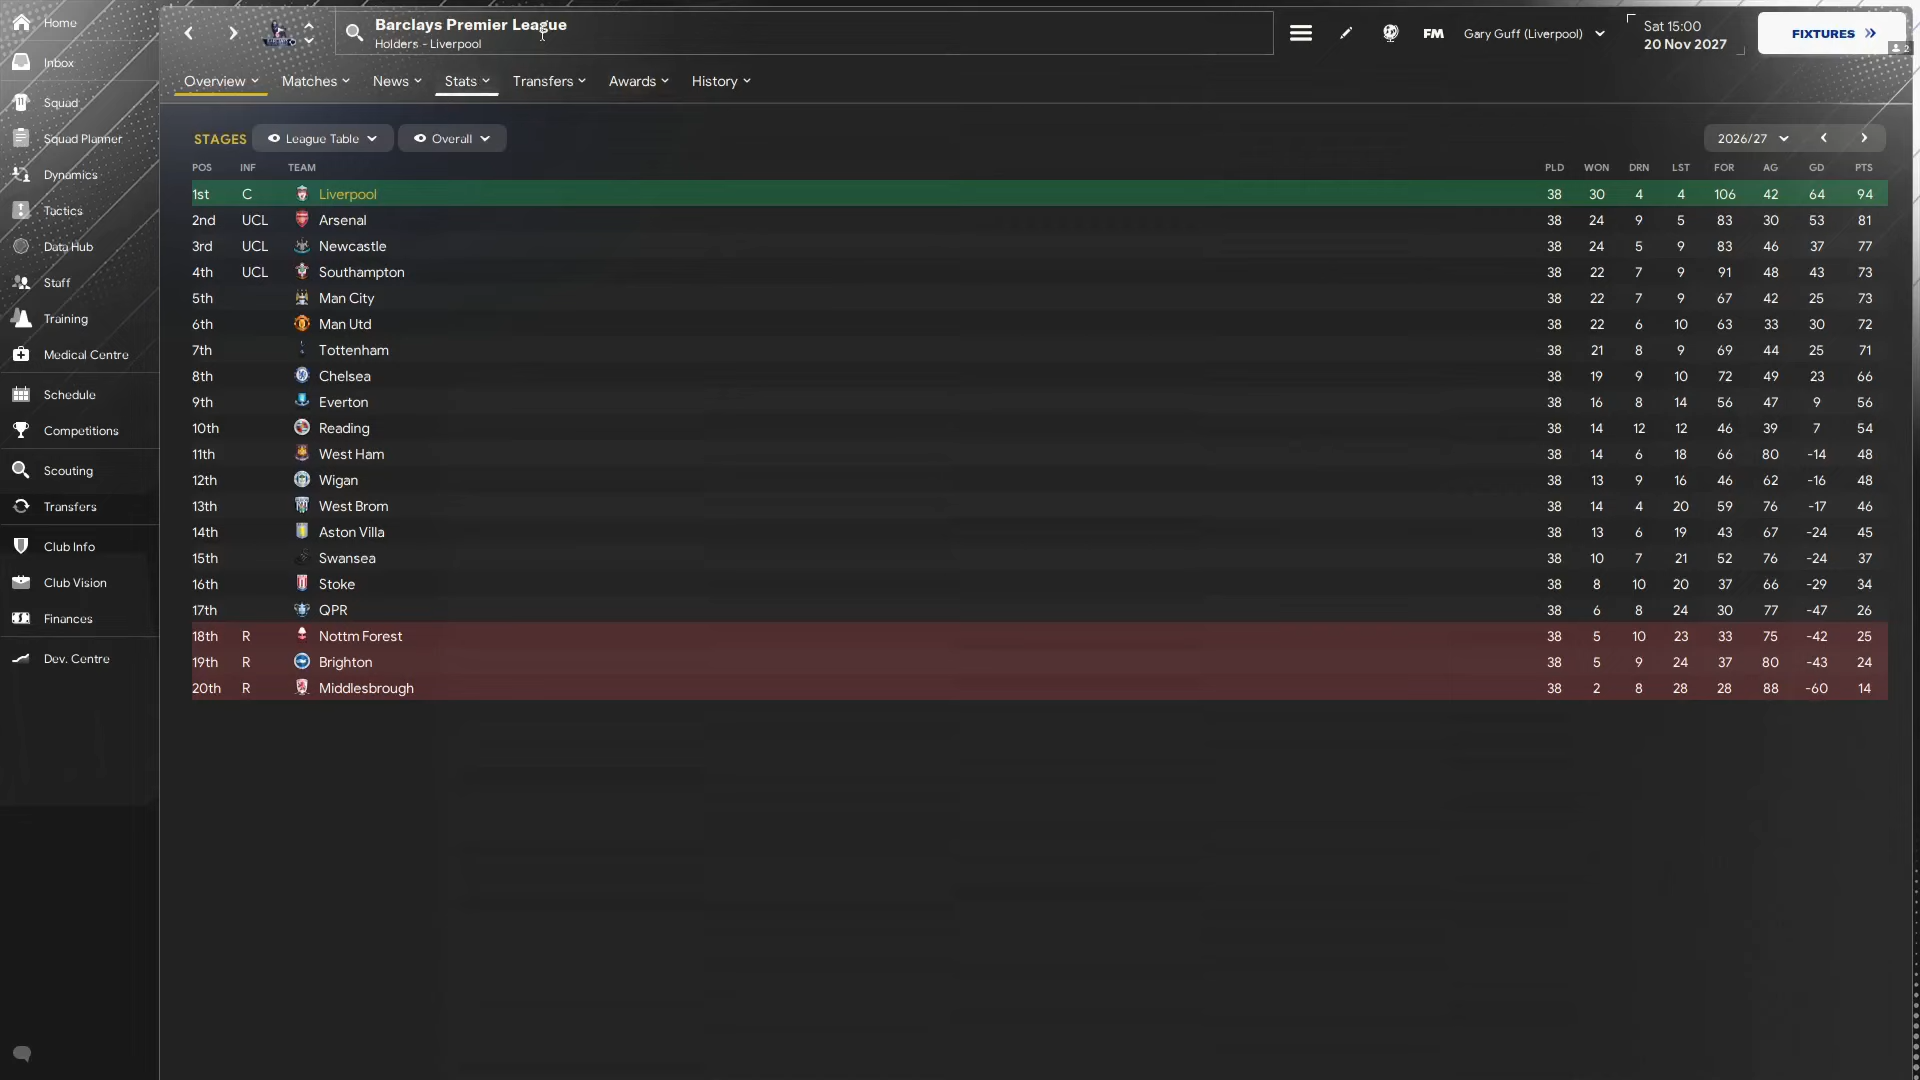 Home
Inbox
Squad
Squad Planner
Dynamics
Tactics
Data Hub
Staff
Training
Medical Centre
Schedule
Competitions
Scouting
Transfers
Club Info
Club Vision
Finances
Dev. Centre
Barclays Premier League
Holders - Liverpool
FM
Gary Guff (Liverpool)
Sat 15:00
20 Nov 2027
FIXTURES
2
Overview Matches News Stats Transfers Awards History
STAGES League Table Overall 2026/27
POS INF TEAM PLD WON DRN LST FOR AG GD PTS
1st C Liverpool 38 30 4 4 106 42 64 94
2nd UCL Arsenal 38 24 9 5 83 30 53 81
3rd UCL Newcastle 38 24 5 9 83 46 37 77
4th UCL Southampton 38 22 7 9 91 48 43 73
5th Man City 38 22 7 9 67 42 25 73
6th Man Utd 38 22 6 10 63 33 30 72
7th Tottenham 38 21 8 9 69 44 25 71
8th Chelsea 38 19 9 10 72 49 23 66
9th Everton 38 16 8 14 56 47 9 56
10th Reading 38 14 12 12 46 39 7 54
11th West Ham 38 14 6 18 66 80 -14 48
12th Wigan 38 13 9 16 46 62 -16 48
13th West Brom 38 14 4 20 59 76 -17 46
14th Aston Villa 38 13 6 19 43 67 -24 45
15th Swansea 38 10 7 21 52 76 -24 37
16th Stoke 38 8 10 20 37 66 -29 34
17th QPR 38 6 8 24 30 77 -47 26
18th R Nottm Forest 38 5 10 23 33 75 -42 25
19th R Brighton 38 5 9 24 37 80 -43 24
20th R Middlesbrough 38 2 8 28 28 88 -60 14